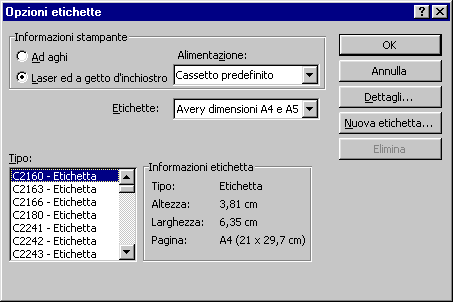 Opzioni etichette
Informazioni stampante
Ad aghi
Laser ed a getto d'inchiostro
Alimentazione:
Cassetto predefinito
Etichette:
Avery dimensioni A4 e A5
OK
Annulla
Dettagli...
Nuova etichetta...
Elimina
Tipo:
C2160 - Etichetta
C2163 - Etichetta
C2166 - Etichetta
C2180 - Etichetta
C2241 - Etichetta
C2242 - Etichetta
C2243 - Etichetta
Informazioni etichetta
Tipo: Etichetta
Altezza: 3,81 cm
Larghezza: 6,35 cm
Pagina: A4 (21 x 29,7 cm)